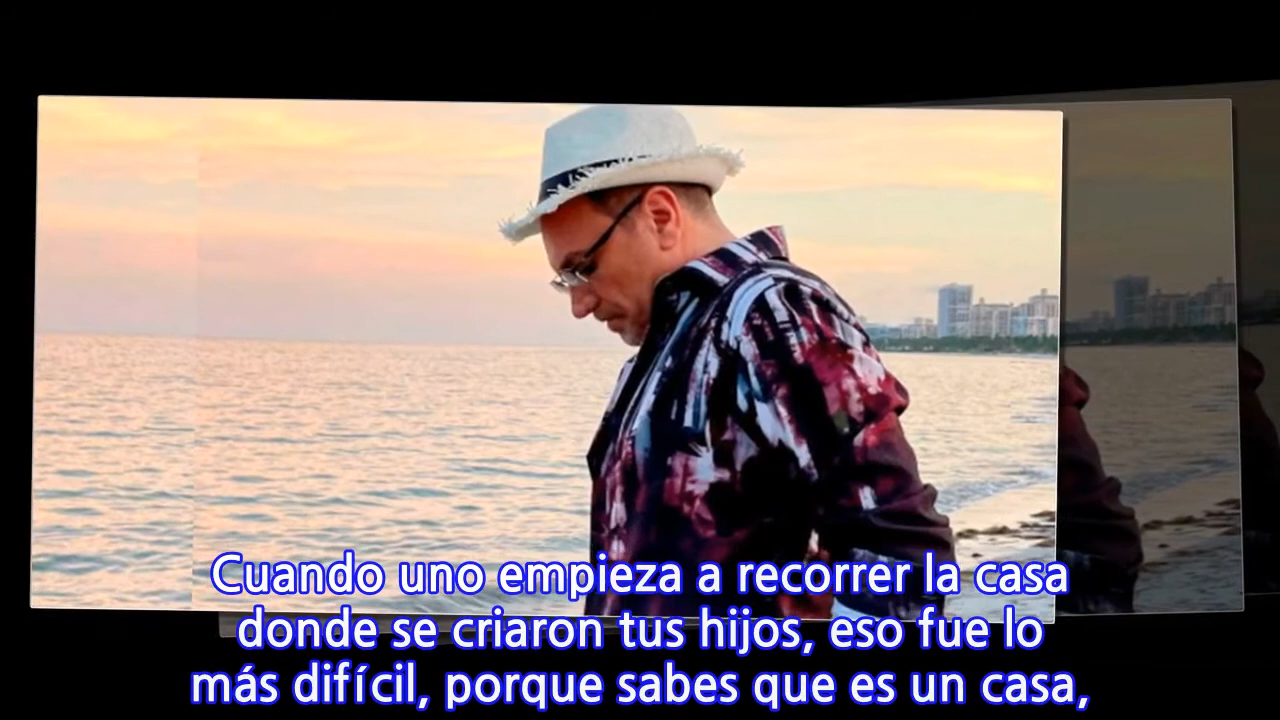 Cuando uno empieza a recorrer la casa
donde se criaron tus hijos, eso fue lo
más difícil, porque sabes que es un casa,